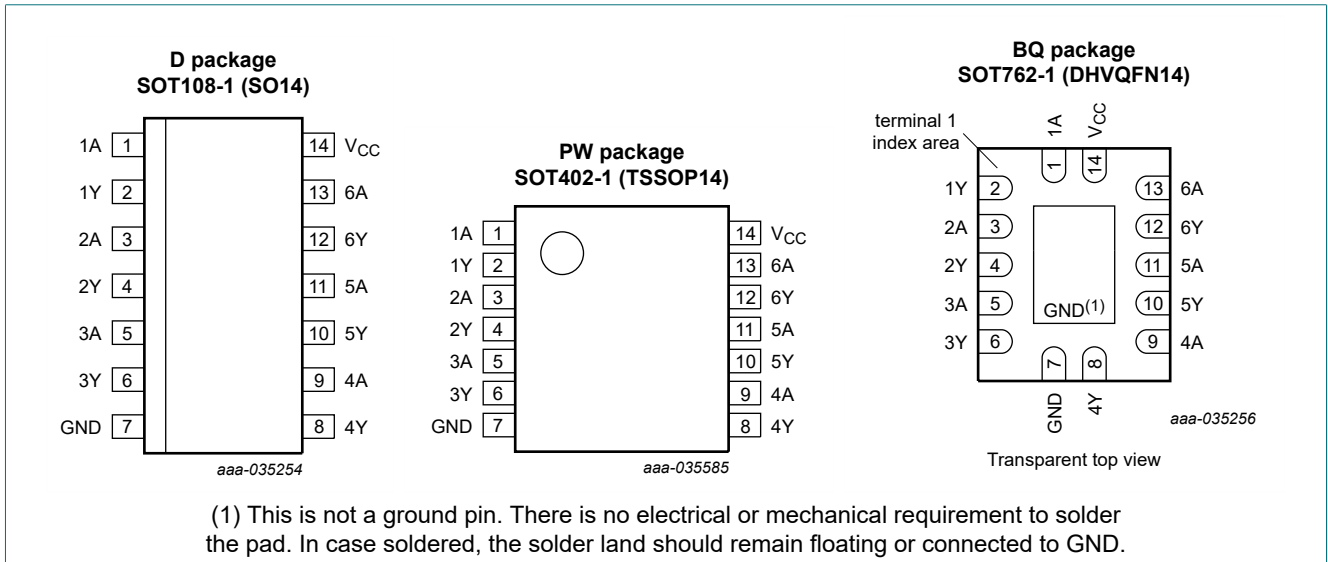 D package
SOT108-1 (SO14)
1A 1
14 VCC
1Y 2
13 6A
2A 3
12 6Y
2Y 4
11 5A
3A 5
10 5Y
3Y 6
9 4A
GND 7
8 4Y
aaa-035254
PW package
SOT402-1 (TSSOP14)
1A 1
14 VCC
1Y 2
13 6A
2A 3
12 6Y
2Y 4
11 5A
3A 5
10 5Y
3Y 6
9 4A
GND 7
8 4Y
aaa-035585
BQ package
SOT762-1 (DHVQFN14)
terminal 1
index area
1A
VCC
1
14
1Y 2
13 6A
2A 3
12 6Y
2Y 4
11 5A
3A 5
10 5Y
GND(1)
3Y 6
9 4A
7
8
GND
4Y
aaa-035256
Transparent top view
(1) This is not a ground pin. There is no electrical or mechanical requirement to solder
the pad. In case soldered, the solder land should remain floating or connected to GND.